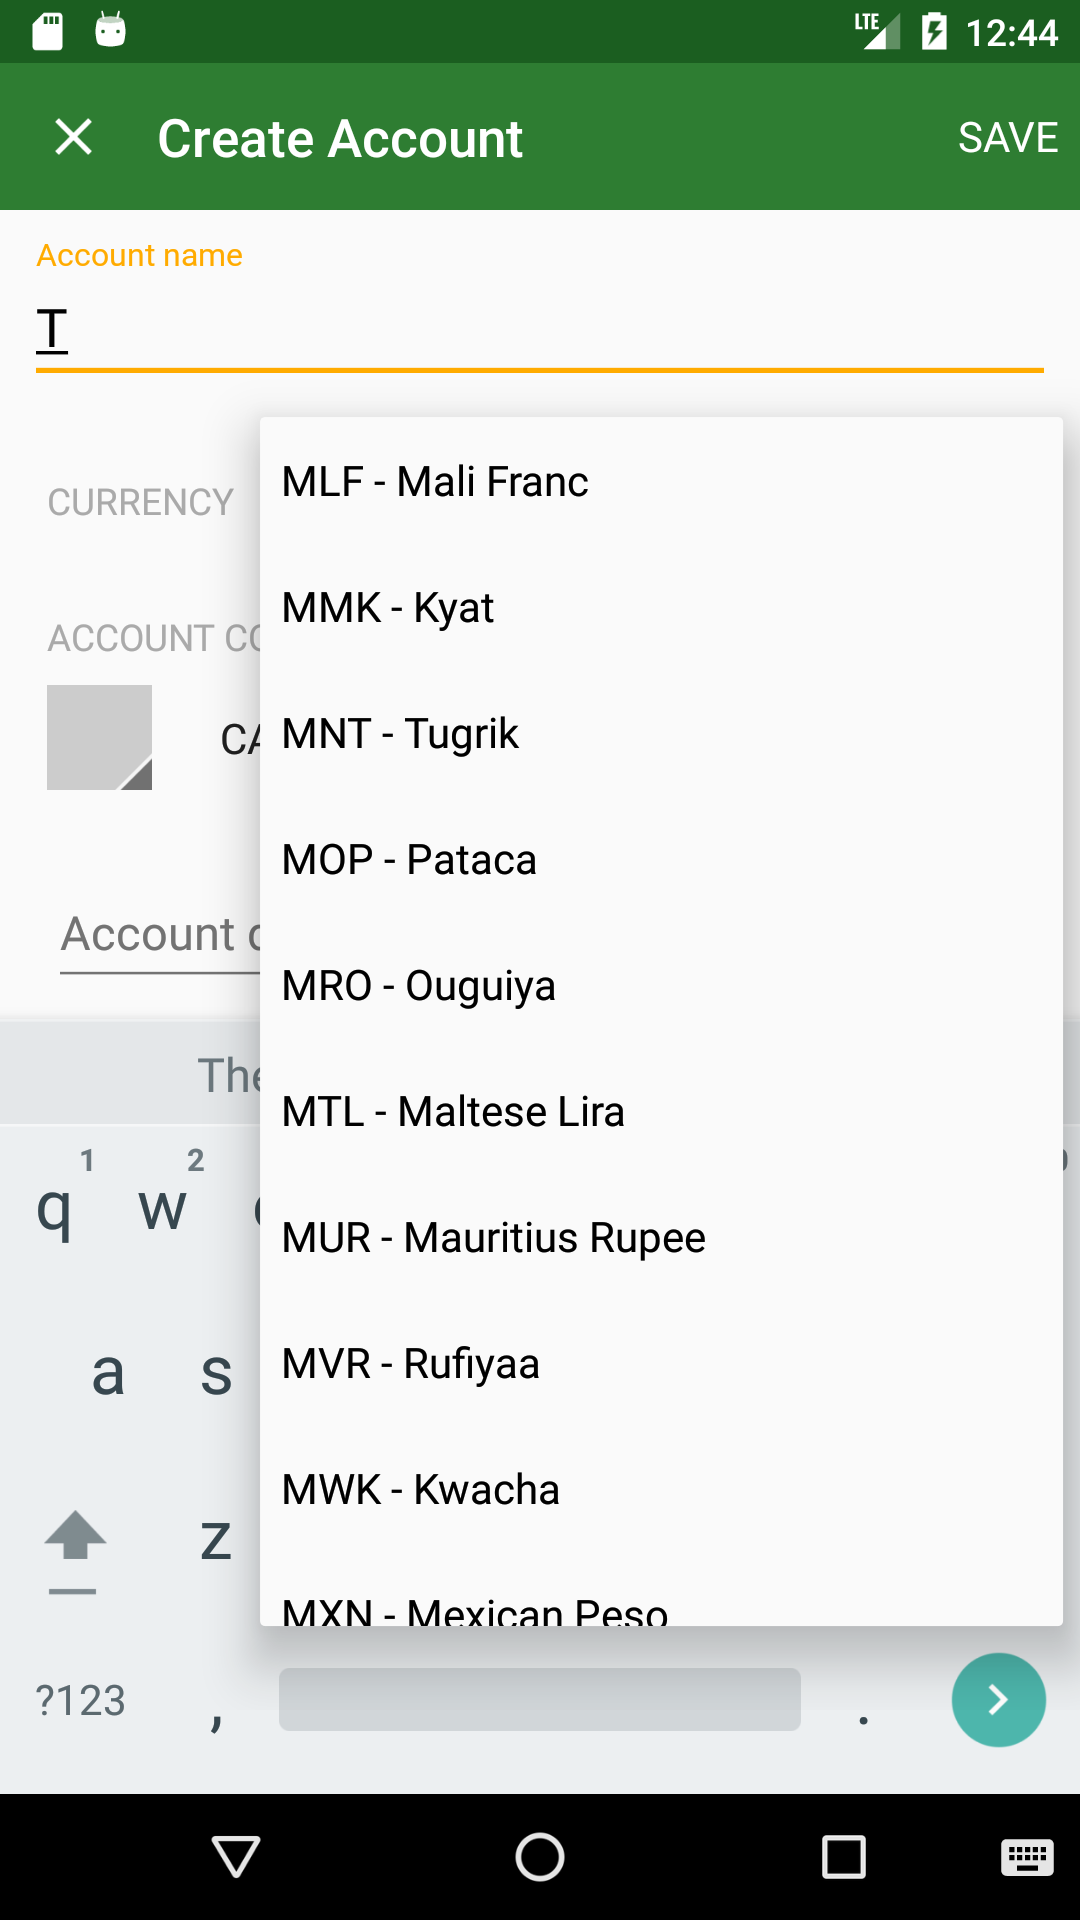 LTE 12:44
Create Account SAVE
Account name
T
MLF - Mali Franc
CURRENCY
MMK - Kyat
ACCOUNT CO
MNT - Tugrik
CA
MOP - Pataca
Account
MRO - Ouguiya
The
MTL - Maltese Lira
1 2
q w
MUR - Mauritius Rupee
a s
MVR - Rufiyaa
MWK - Kwacha
z
MXN - Mexican Peso
?123 , .